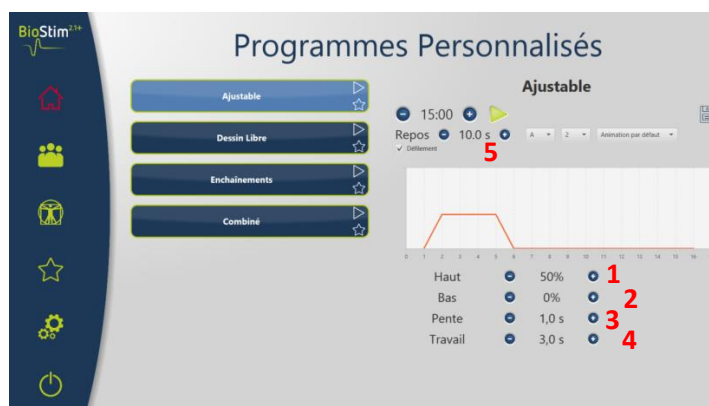 BioStim2.1+
Programmes Personnalisés
Ajustable
Dessin Libre
Enchaînements
Combiné
Ajustable
15:00
Repos 10.0 s A 2 Animation par défaut
5
Défilement
0 1 2 3 4 5 6 7 8 9 10 11 12 13 14 15 16
Haut 50% 1
Bas 0% 2
Pente 1,0 s 3
Travail 3,0 s 4